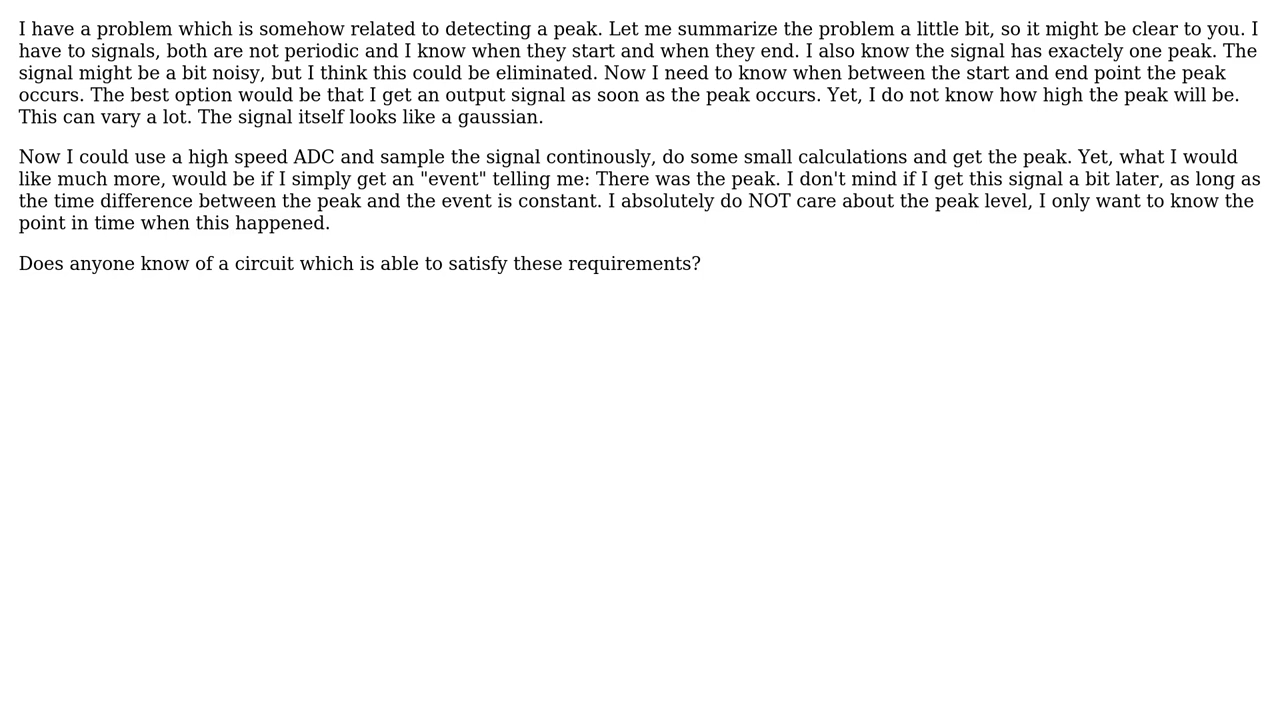 I have a problem which is somehow related to detecting a peak. Let me summarize the problem a little bit, so it might be clear to you. I
have to signals, both are not periodic and I know when they start and when they end. I also know the signal has exactely one peak. The
signal might be a bit noisy, but I think this could be eliminated. Now I need to know when between the start and end point the peak
occurs. The best option would be that I get an output signal as soon as the peak occurs. Yet, I do not know how high the peak will be.
This can vary a lot. The signal itself looks like a gaussian.
Now I could use a high speed ADC and sample the signal continously, do some small calculations and get the peak. Yet, what I would
like much more, would be if I simply get an "event" telling me: There was the peak. I don't mind if I get this signal a bit later, as long as
the time difference between the peak and the event is constant. I absolutely do NOT care about the peak level, I only want to know the
point in time when this happened.
Does anyone know of a circuit which is able to satisfy these requirements?